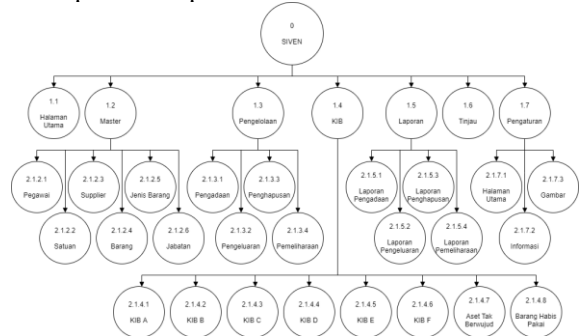 0
SIVEN
1.1
Halaman
Utama
1.2
Master
1.3
Pengelolaan
1.4
KIB
1.5
Laporan
1.6
Tinjau
1.7
Pengaturan
2.1.2.1
Pegawai
2.1.2.3
Supplier
2.1.2.5
Jenis Barang
2.1.3.1
Pengadaan
2.1.3.3
Penghapusan
2.1.5.1
Laporan
Pengadaan
2.1.5.3
Laporan
Penghapusan
2.1.7.1
Halaman
Utama
2.1.7.3
Gambar
2.1.2.2
Satuan
2.1.2.4
Barang
2.1.2.6
Jabatan
2.1.3.2
Pengeluaran
2.1.3.4
Pemeliharaan
2.1.5.2
Laporan
Pengeluaran
2.1.5.4
Laporan
Pemeliharaan
2.1.7.2
Informasi
2.1.4.1
KIB A
2.1.4.2
KIB B
2.1.4.3
KIB C
2.1.4.4
KIB D
2.1.4.5
KIB E
2.1.4.6
KIB F
2.1.4.7
Aset Tak
Berwujud
2.1.4.8
Barang Habis
Pakai